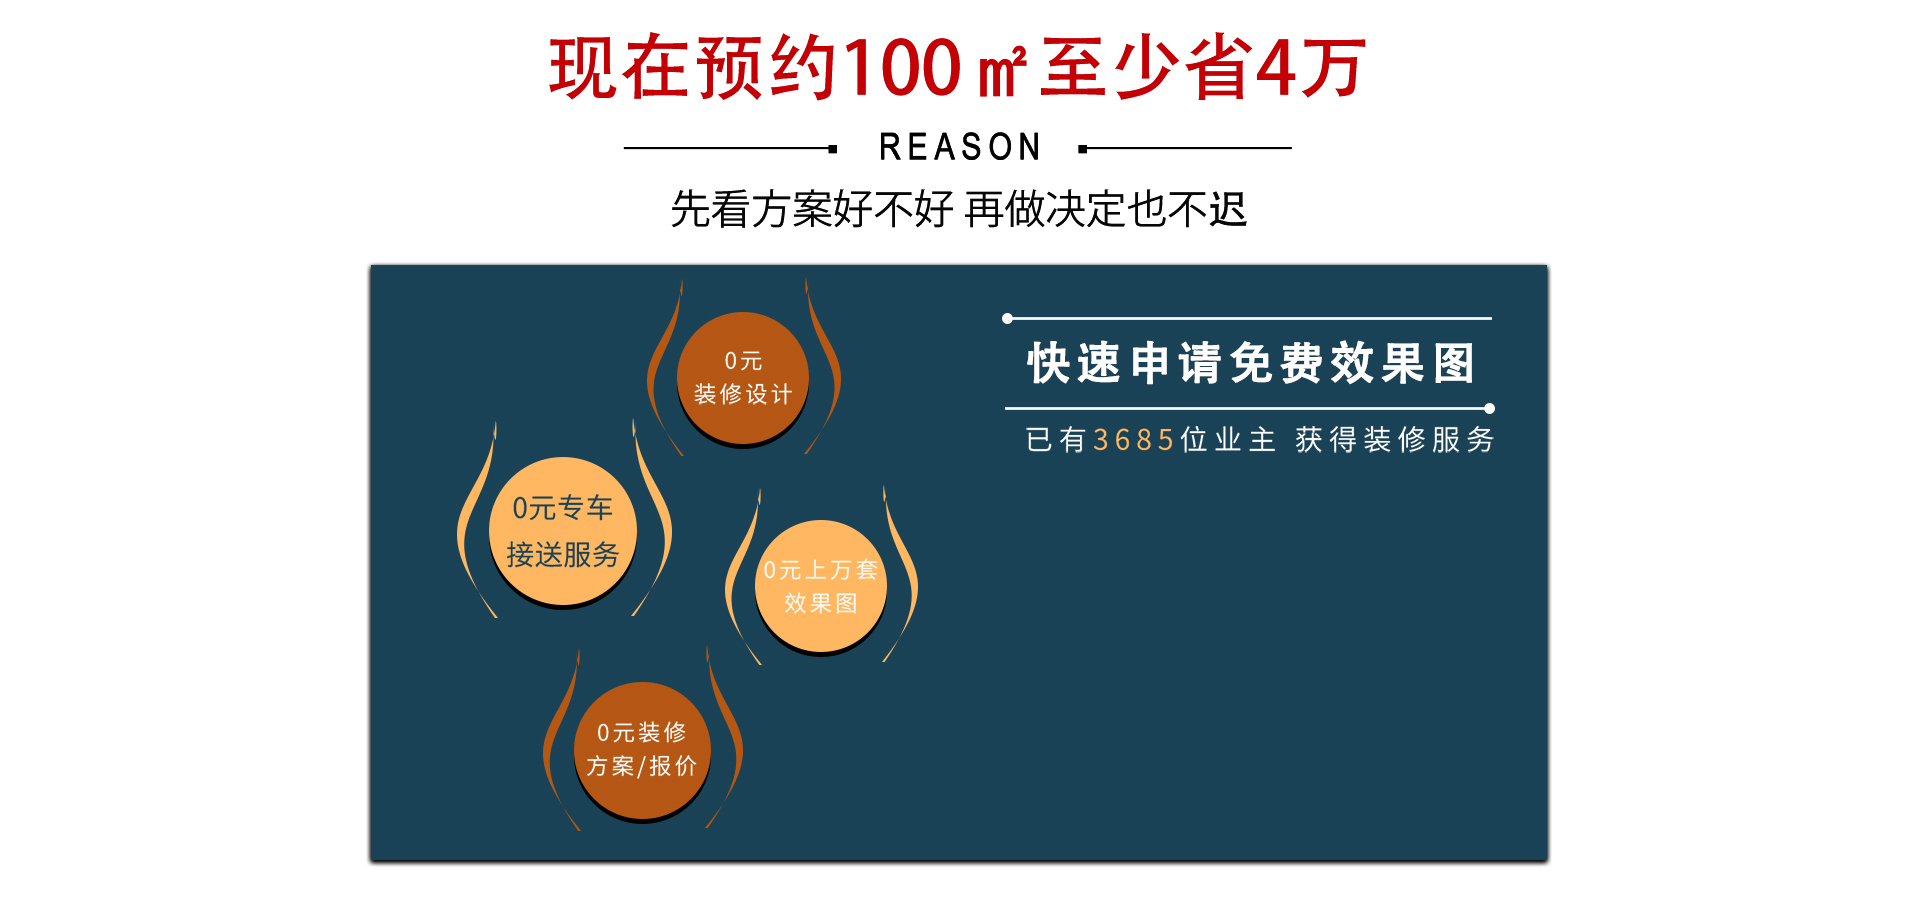 现在预约100㎡至少省4万
REASON
先看方案好不好 再做决定也不迟
0元
装修设计
0元专车
接送服务
0元上万套
效果图
0元装修
方案/报价
快速申请免费效果图
已有3685位业主 获得装修服务